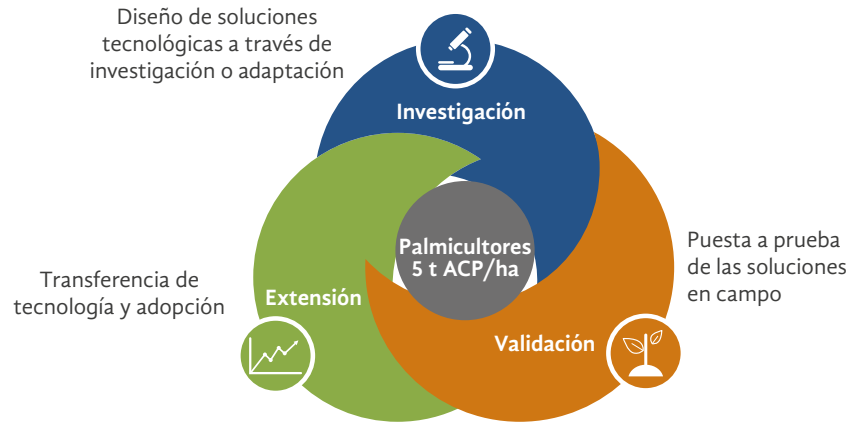 Diseño de soluciones
tecnológicas a través de
investigación o adaptación
Investigación
Palmicultores
5 t ACP/ha
Puesta a prueba
de las soluciones
en campo
Transferencia de
tecnología y adopción
Extensión
Validación